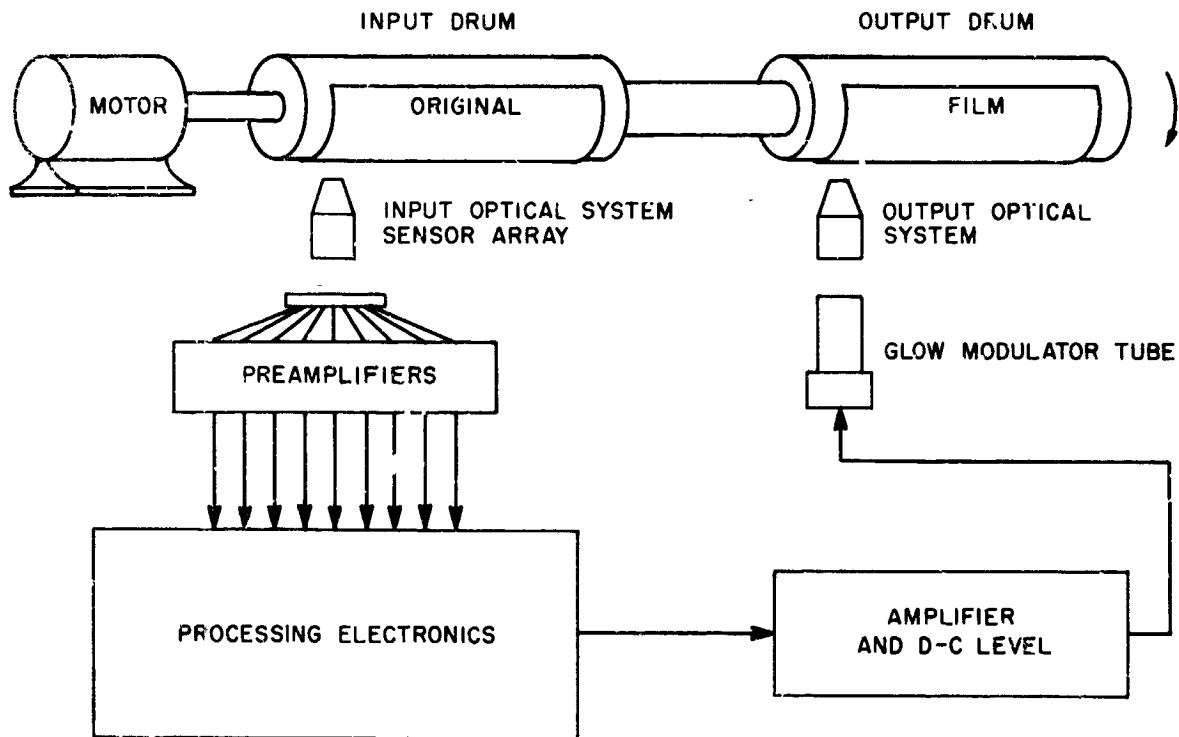 INPUT DRUM
OUTPUT DRUM
MOTOR
ORIGINAL
FILM
INPUT OPTICAL SYSTEM
SENSOR ARRAY
OUTPUT OPTICAL
SYSTEM
GLOW MODULATOR TUBE
PREAMPLIFIERS
PROCESSING ELECTRONICS
AMPLIFIER
AND D-C LEVEL